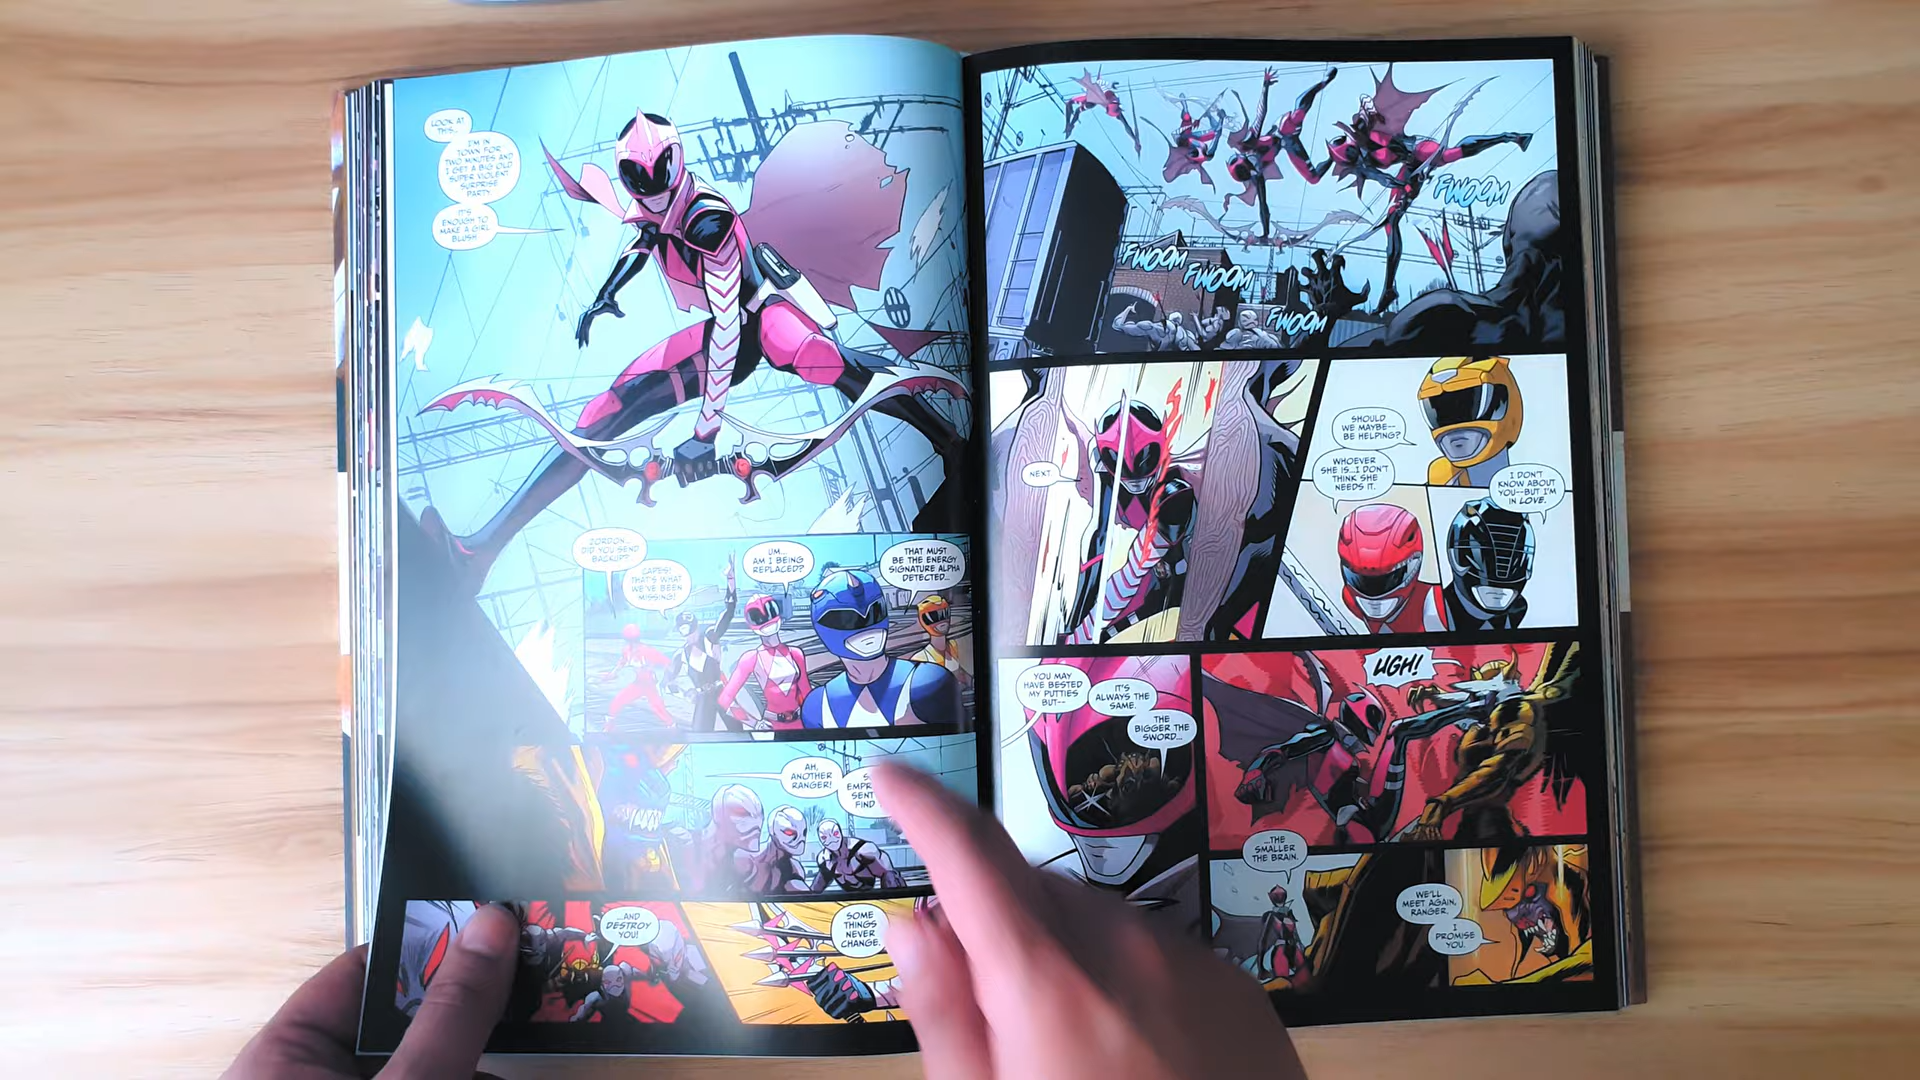 LOOK AT
THIS...
I'M IN
TOWN FOR
TWO MINUTES AND
I GET A BIG OLD
SUPER VIOLENT
SURPRISE
PARTY.
IT'S
ENOUGH TO
MAKE A GIRL
BLUSH.
ZORDON...
DID YOU SEND
BACKUP?
ZAPES!
THAT'S WHAT
WE'VE BEEN
MISSING!
UM...
AM I BEING
REPLACED?
THAT MUST
BE THE ENERGY
SIGNATURE ALPHA
DETECTED...
AH,
ANOTHER
RANGER!
SENT
FIND
...AND
DESTROY
YOU!
SOME
THINGS
NEVER
CHANGE.
FWOOM
FWOOM
FWOOM
FWOOM
NEXT.
SHOULD
WE MAYBE--
BE HELPING?
WHOEVER
SHE IS...I DON'T
THINK SHE
NEEDS IT.
I DON'T
KNOW ABOUT
YOU--BUT I'M
IN LOVE.
YOU MAY
HAVE BESTED
MY PUTTIES
BUT--
IT'S
ALWAYS THE
SAME.
THE
BIGGER THE
SWORD...
UGH!
...THE
SMALLER
THE BRAIN.
WE'LL
MEET AGAIN,
RANGER.
I
PROMISE
YOU.